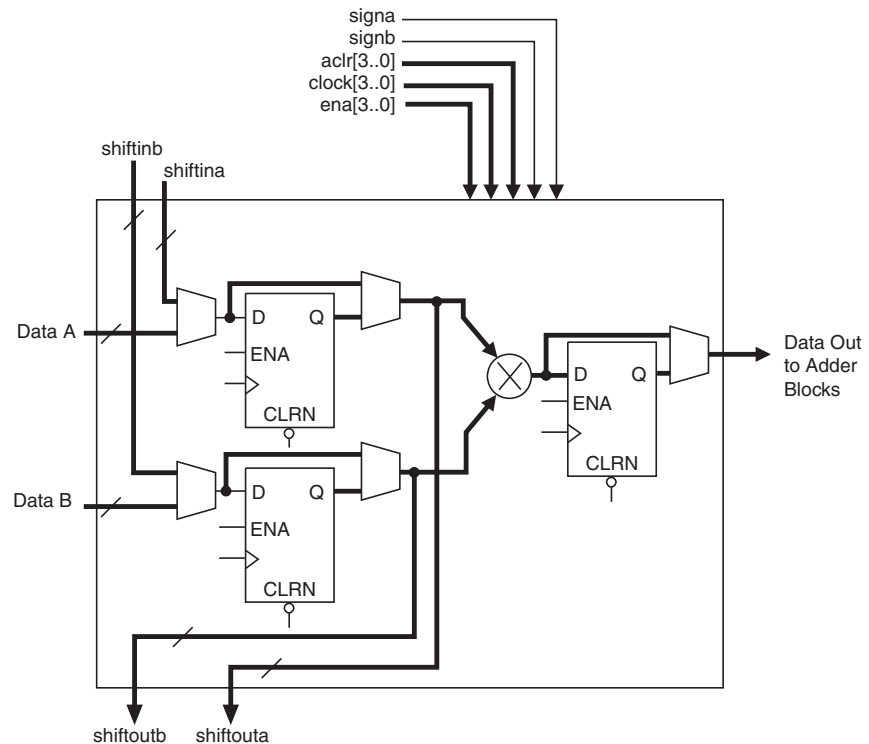 signa
signb
aclr[3..0]
clock[3..0]
ena[3..0]
shiftinb
shiftina
Data A
D
Q
ENA
CLRN
Data B
D
Q
ENA
CLRN
D
Q
ENA
CLRN
Data Out
to Adder
Blocks
shiftoutb
shiftouta